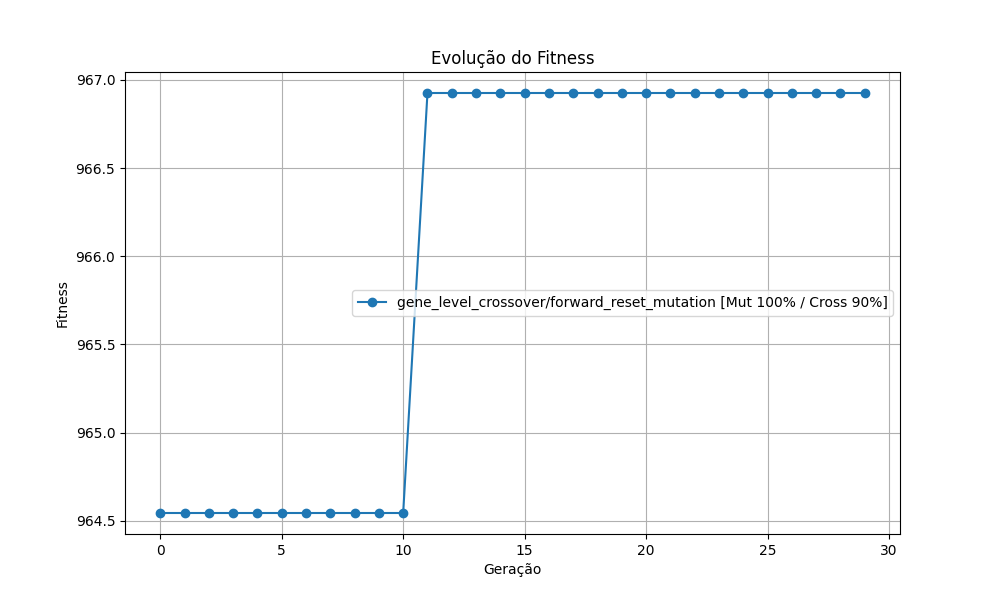 Evolução do Fitness
967.0
966.5
966.0
965.5
965.0
964.5
Fitness
gene_level_crossover/forward_reset_mutation [Mut 100% / Cross 90%]
0 5 10 15 20 25 30
Geração